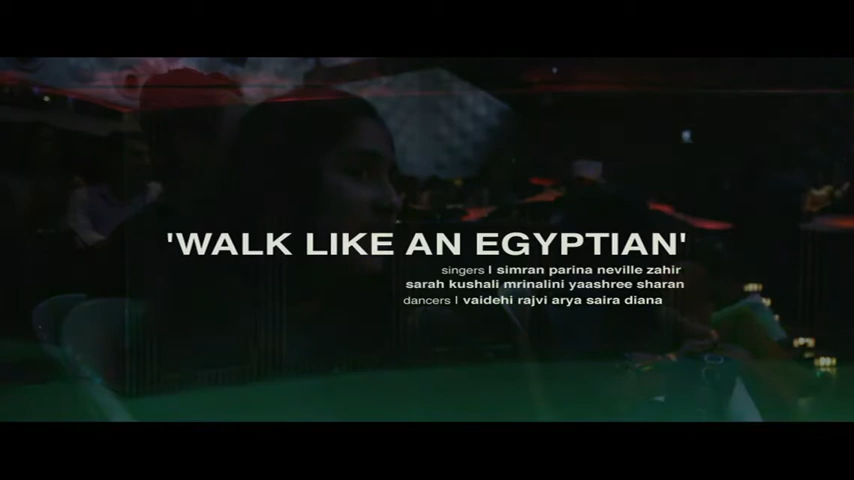 'WALK LIKE AN EGYPTIAN'
singers | simran parina neville zahir
sarah kushali mrinalini yaashree sharan
dancers | vaidehi rajvi arya saira diana